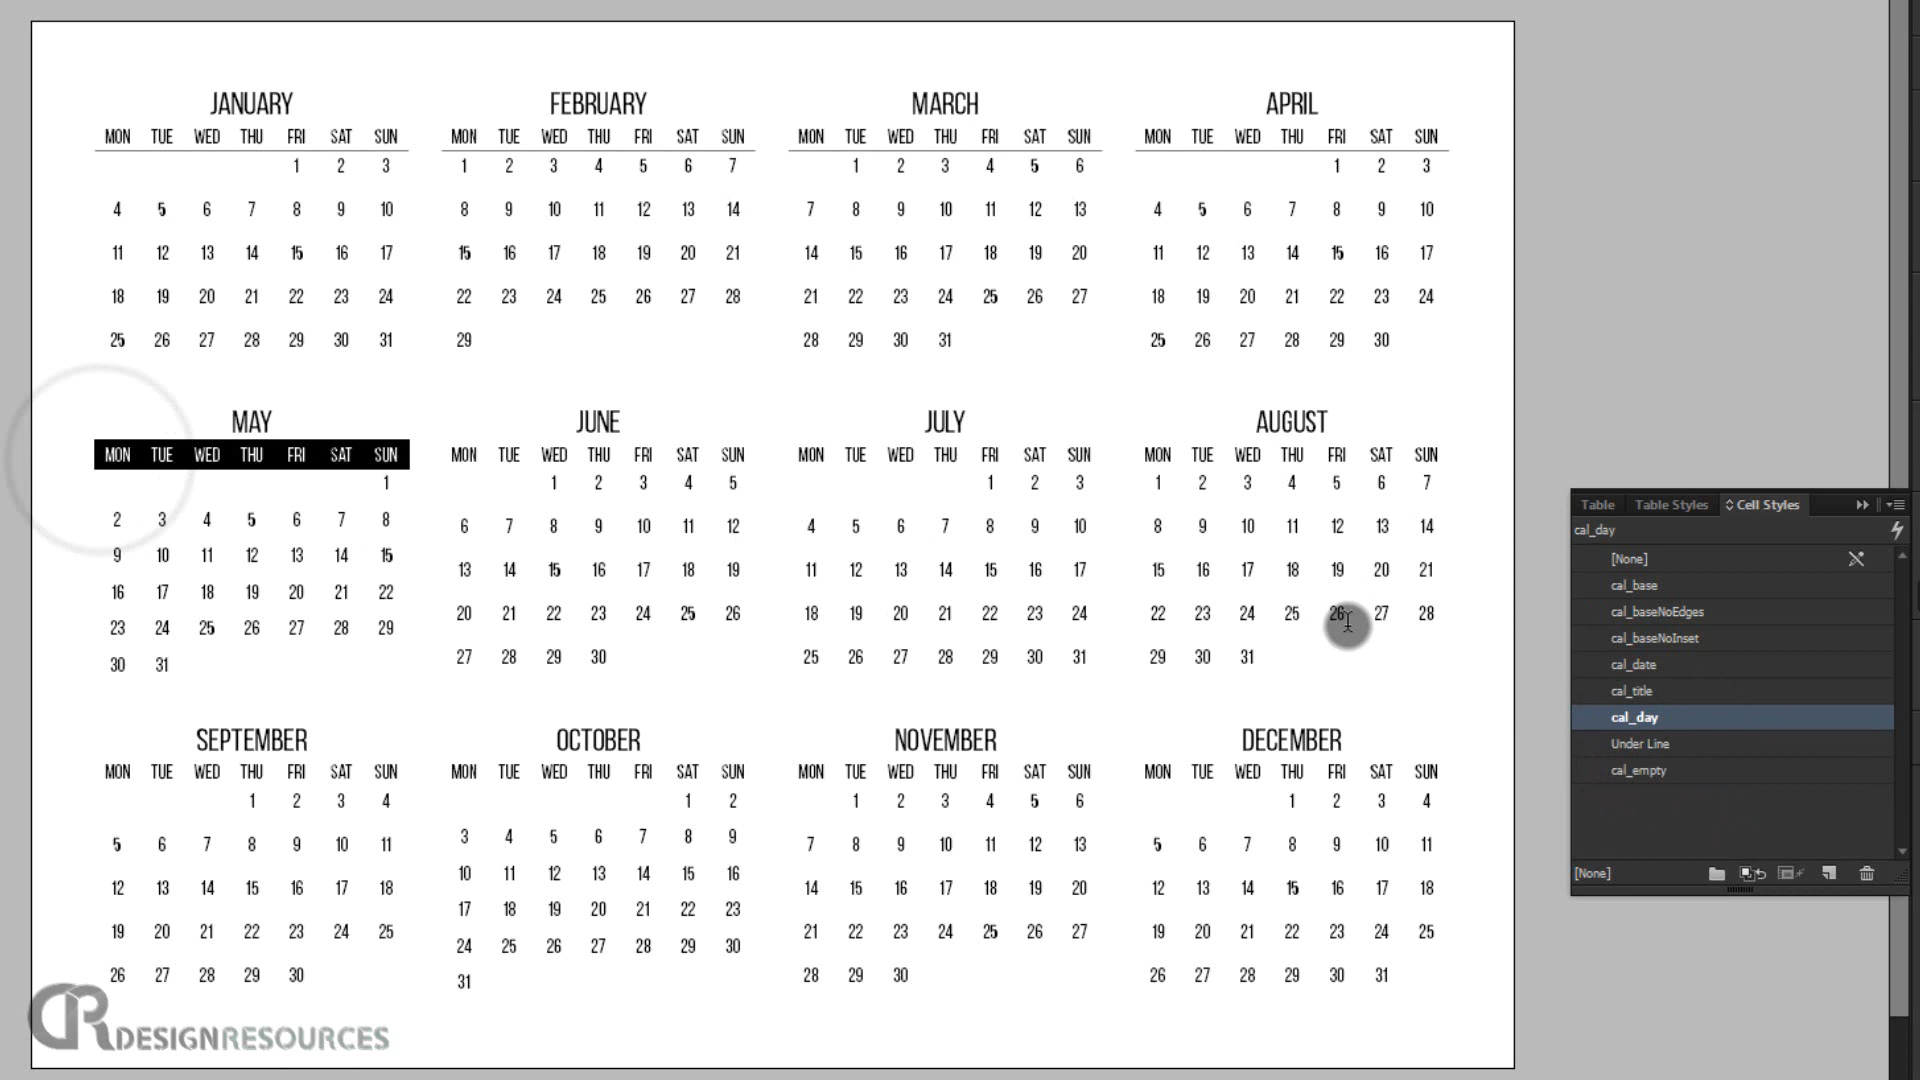 JANUARY FEBRUARY MARCH APRIL
MON TUE WED THU FRI SAT SUN MON TUE WED THU FRI SAT SUN MON TUE WED THU FRI SAT SUN MON TUE WED THU FRI SAT SUN
1 2 3 1 2 3 4 5 6 7 1 2 3 4 5 6 1 2 3
4 5 6 7 8 9 10 8 9 10 11 12 13 14 7 8 9 10 11 12 13 4 5 6 7 8 9 10
11 12 13 14 15 16 17 15 16 17 18 19 20 21 14 15 16 17 18 19 20 11 12 13 14 15 16 17
18 19 20 21 22 23 24 22 23 24 25 26 27 28 21 22 23 24 25 26 27 18 19 20 21 22 23 24
25 26 27 28 29 30 31 29 28 29 30 31 25 26 27 28 29 30
MAY JUNE JULY AUGUST
MON TUE WED THU FRI SAT SUN MON TUE WED THU FRI SAT SUN MON TUE WED THU FRI SAT SUN MON TUE WED THU FRI SAT SUN
1 1 2 3 4 5 1 2 3 1 2 3 4 5 6 7
2 3 4 5 6 7 8 6 7 8 9 10 11 12 4 5 6 7 8 9 10 8 9 10 11 12 13 14
9 10 11 12 13 14 15 13 14 15 16 17 18 19 11 12 13 14 15 16 17 15 16 17 18 19 20 21
16 17 18 19 20 21 22 20 21 22 23 24 25 26 18 19 20 21 22 23 24 22 23 24 25 26 27 28
23 24 25 26 27 28 29 27 28 29 30 25 26 27 28 29 30 31 29 30 31
30 31
SEPTEMBER OCTOBER NOVEMBER DECEMBER
MON TUE WED THU FRI SAT SUN MON TUE WED THU FRI SAT SUN MON TUE WED THU FRI SAT SUN MON TUE WED THU FRI SAT SUN
1 2 3 4 1 2 1 2 3 4 5 6 1 2 3 4
5 6 7 8 9 10 11 3 4 5 6 7 8 9 7 8 9 10 11 12 13 5 6 7 8 9 10 11
12 13 14 15 16 17 18 10 11 12 13 14 15 16 14 15 16 17 18 19 20 12 13 14 15 16 17 18
19 20 21 22 23 24 25 17 18 19 20 21 22 23 21 22 23 24 25 26 27 19 20 21 22 23 24 25
26 27 28 29 30 24 25 26 27 28 29 30 28 29 30 26 27 28 29 30 31
31
DR DESIGNRESOURCES
Table Table Styles Cell Styles
cal_day
[None]
cal_base
cal_baseNoEdges
cal_baseNoInset
cal_date
cal_title
cal_day
Under Line
cal_empty
[None]